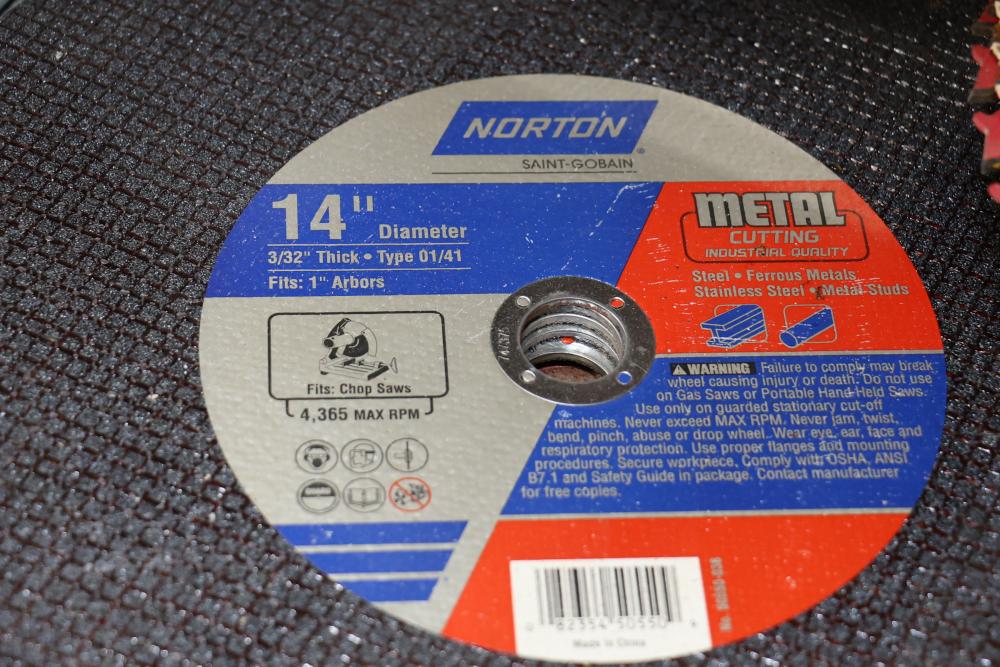 NORTON
SAINT-GOBAIN
14" Diameter
3/32" Thick • Type 01/41
Fits: 1" Arbors
METAL
CUTTING
INDUSTRIAL QUALITY
Steel • Ferrous Metals
Stainless Steel • Metal Studs
Fits: Chop Saws
4,365 MAX RPM
WARNING Failure to comply may break
wheel causing injury or death. Do not use
on Gas Saws or Portable Hand-Held Saws.
Use only on guarded stationary cut-off
machines. Never exceed MAX RPM. Never jam, twist,
bend, pinch, abuse or drop wheel. Wear eye, ear, face and
respiratory protection. Use proper flanges and mounting
procedures. Secure workpiece. Comply with OSHA, ANSI
B7.1 and Safety Guide in package. Contact manufacturer
for free copies.
62354 50550
Made in China